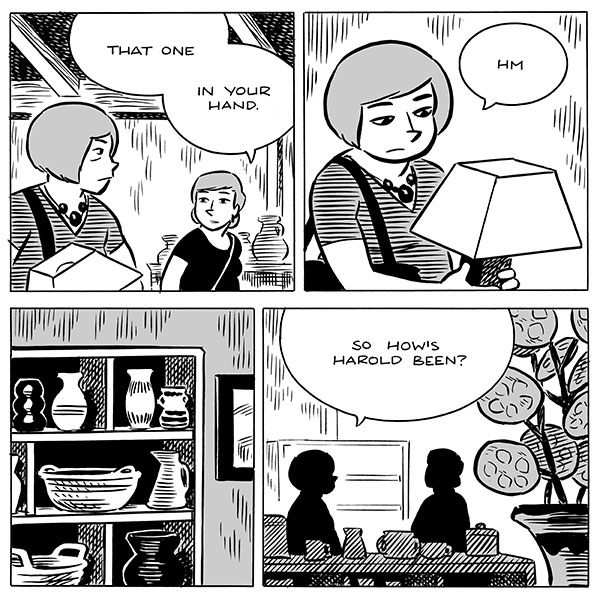 THAT ONE
IN YOUR
HAND.
HM
SO HOW'S
HAROLD BEEN?